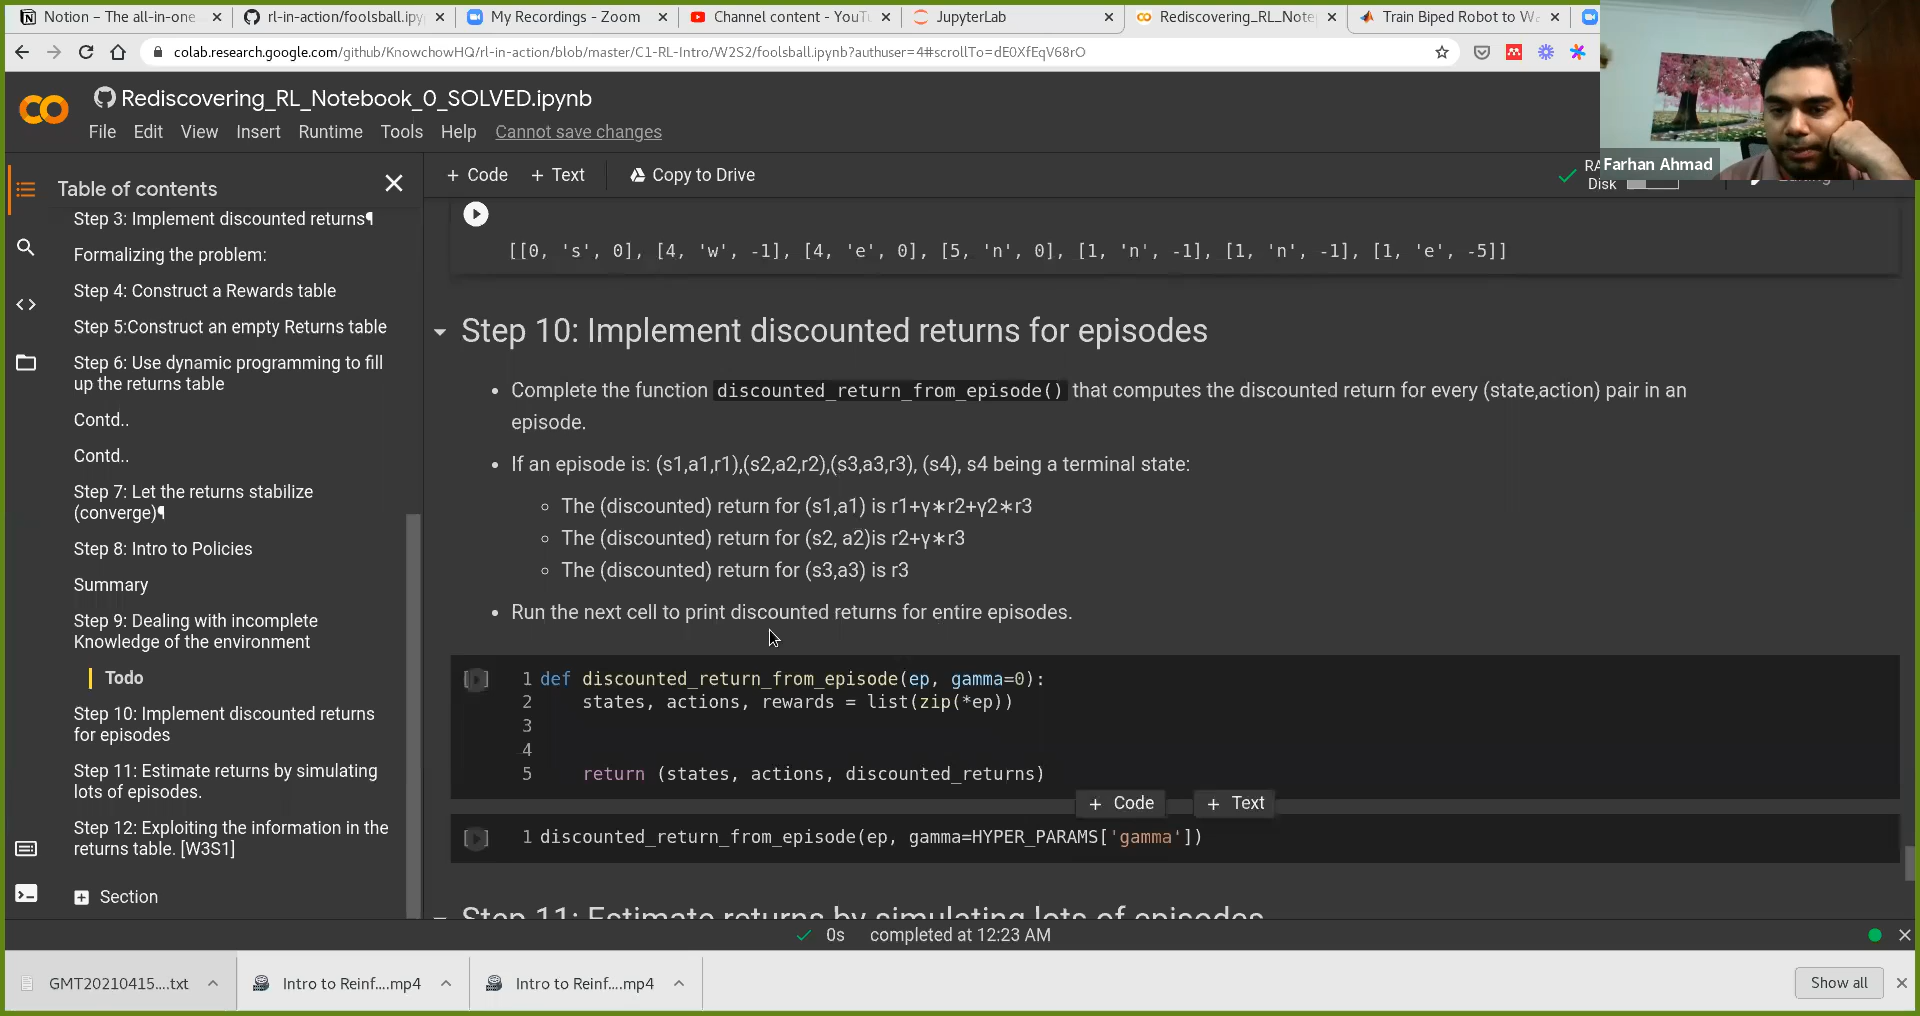 Notion – The all-in-one
rl-in-action/foolsball.ipy
My Recordings - Zoom
Channel content - YouTu
JupyterLab
Rediscovering_RL_Note
Train Biped Robot to Wa
colab.research.google.com/github/KnowchowHQ/rl-in-action/blob/master/C1-RL-Intro/W2S2/foolsball.ipynb?authuser=4#scrollTo=dE0XfEqV68rO
Rediscovering_RL_Notebook_0_SOLVED.ipynb
File Edit View Insert Runtime Tools Help Cannot save changes
Farhan Ahmad
Table of contents
+ Code + Text Copy to Drive
RA
Disk
Editing
Step 3: Implement discounted returns¶
Formalizing the problem:
Step 4: Construct a Rewards table
Step 5:Construct an empty Returns table
Step 6: Use dynamic programming to fill
up the returns table
Contd..
Contd..
Step 7: Let the returns stabilize
(converge)¶
Step 8: Intro to Policies
Summary
Step 9: Dealing with incomplete
Knowledge of the environment
Todo
Step 10: Implement discounted returns
for episodes
Step 11: Estimate returns by simulating
lots of episodes.
Step 12: Exploiting the information in the
returns table. [W3S1]
Section
[[0, 's', 0], [4, 'w', -1], [4, 'e', 0], [5, 'n', 0], [1, 'n', -1], [1, 'n', -1], [1, 'e', -5]]
Step 10: Implement discounted returns for episodes
• Complete the function discounted_return_from_episode() that computes the discounted return for every (state,action) pair in an
episode.
• If an episode is: (s1,a1,r1),(s2,a2,r2),(s3,a3,r3), (s4), s4 being a terminal state:
◦ The (discounted) return for (s1,a1) is r1+γ∗r2+γ2∗r3
◦ The (discounted) return for (s2, a2)is r2+γ∗r3
◦ The (discounted) return for (s3,a3) is r3
• Run the next cell to print discounted returns for entire episodes.
[ ] 1 def discounted_return_from_episode(ep, gamma=0):
2 states, actions, rewards = list(zip(*ep))
3
4
5 return (states, actions, discounted_returns)
+ Code + Text
[ ] 1 discounted_return_from_episode(ep, gamma=HYPER_PARAMS['gamma'])
Step 11: Estimate returns by simulating lots of episodes
0s completed at 12:23 AM
GMT20210415....txt
Intro to Reinf....mp4
Intro to Reinf....mp4
Show all